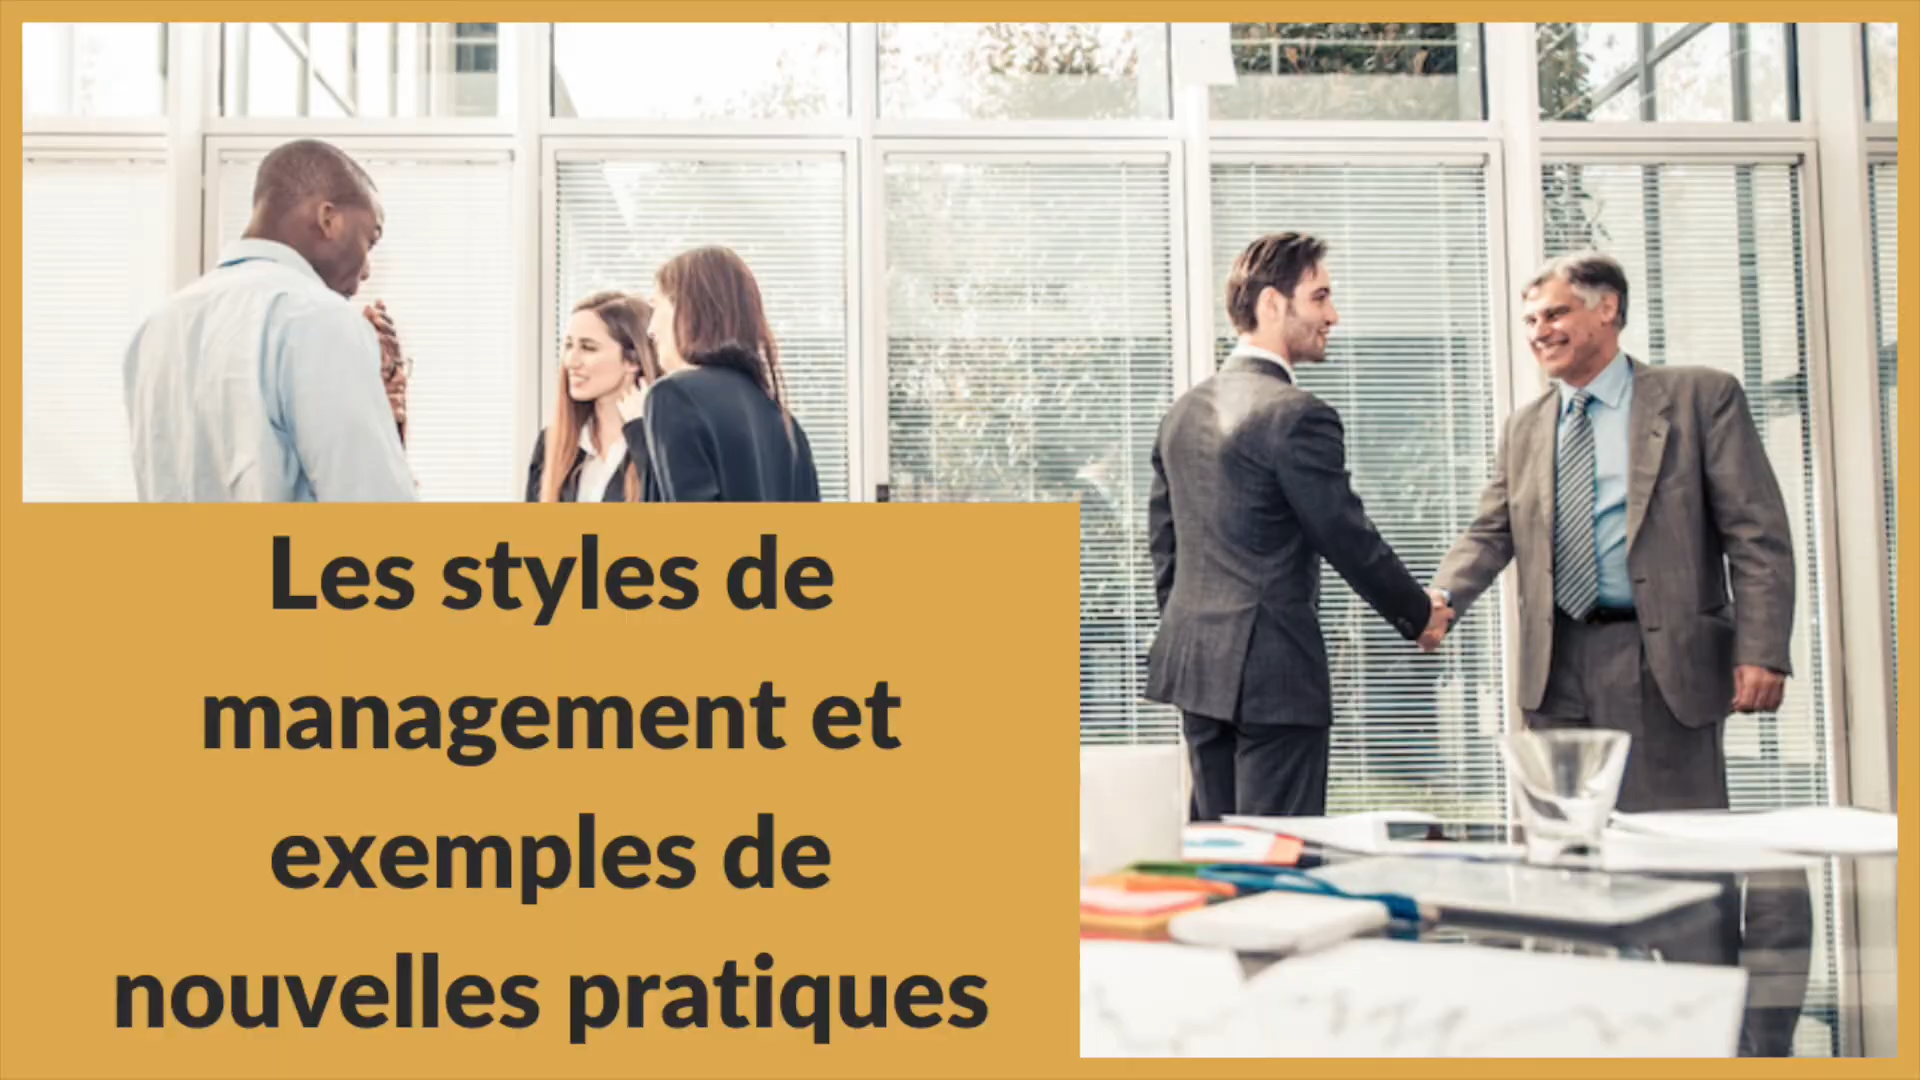 Les styles de
management et
exemples de
nouvelles pratiques